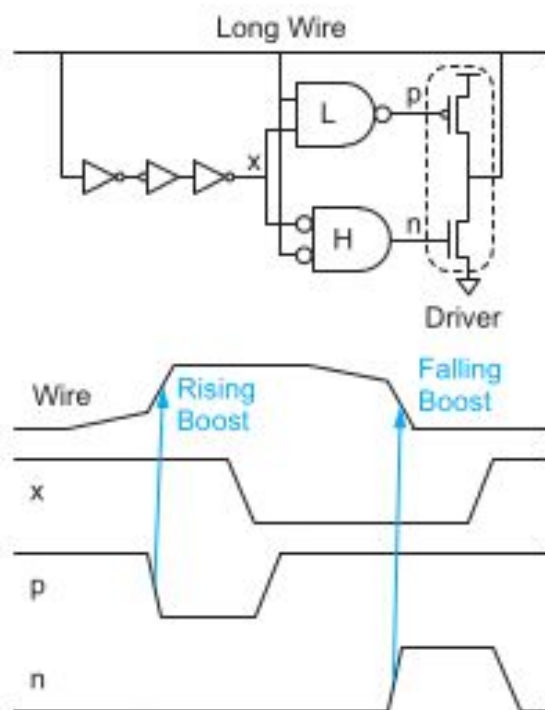 Long Wire
L
p
x
H
n
Driver
Wire
Rising
Boost
Falling
Boost
x
p
n